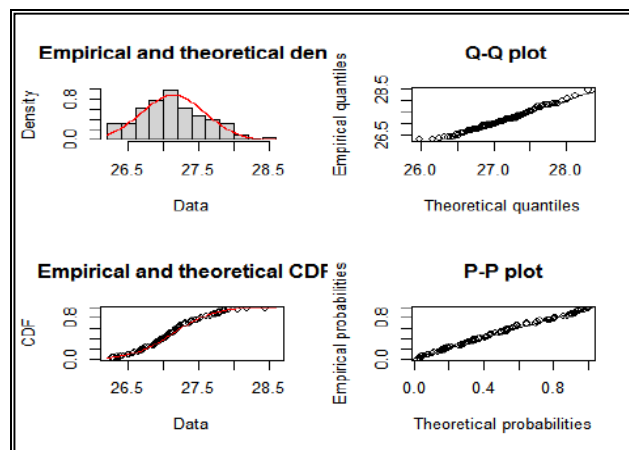 Empirical and theoretical den
Density
0.0 0.8
26.5 27.5 28.5
Data
Q-Q plot
Empirical quantiles
26.5 28.5
26.0 27.0 28.0
Theoretical quantiles
Empirical and theoretical CDF
CDF
0.0 0.8
26.5 27.5 28.5
Data
P-P plot
Empirical probabilities
0.0 0.8
0.0 0.4 0.8
Theoretical probabilities